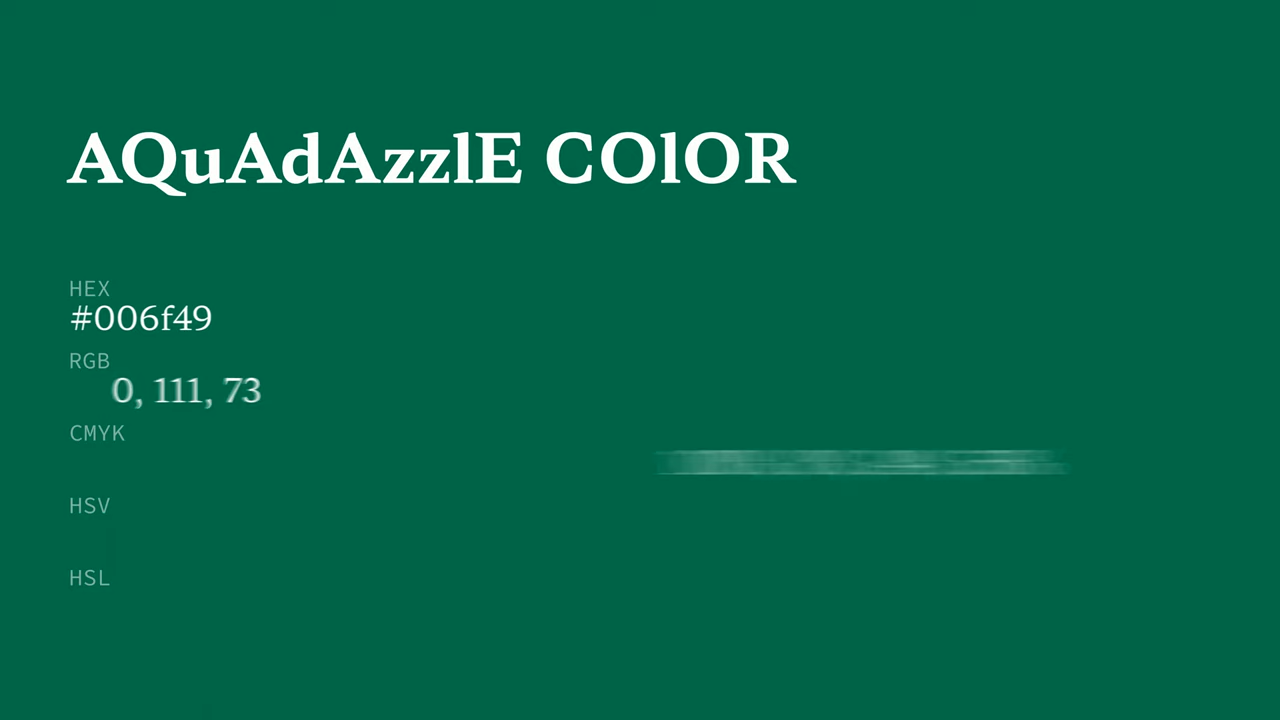 AQuAdAzzlE COlOR
HEX
#006f49
RGB
0, 111, 73
CMYK
HSV
HSL